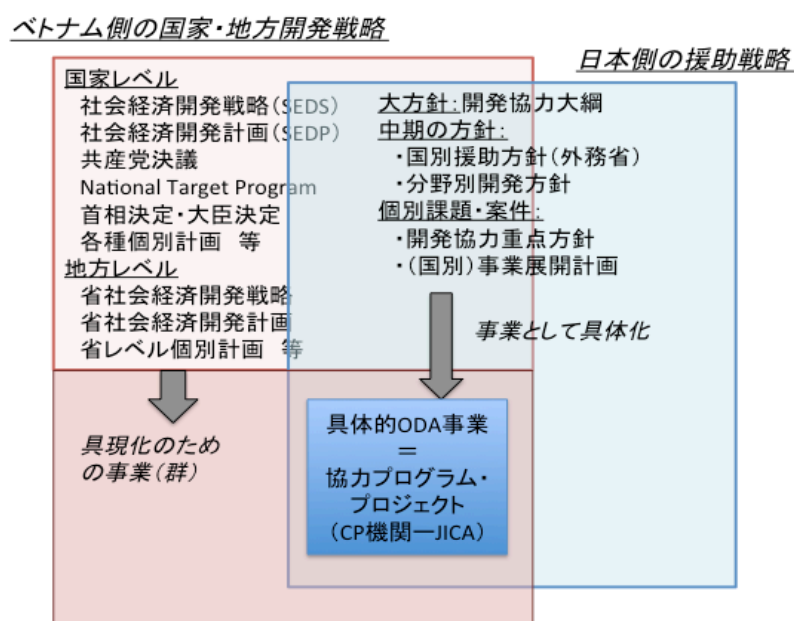 ベトナム側の国家・地方開発戦略
日本側の援助戦略
国家レベル
社会経済開発戦略(SEDS)
社会経済開発計画(SEDP)
共産党決議
National Target Program
首相決定・大臣決定
各種個別計画 等
地方レベル
省社会経済開発戦略
省社会経済開発計画
省レベル個別計画 等
大方針:開発協力大綱
中期の方針:
・国別援助方針(外務省)
・分野別開発方針
個別課題・案件:
・開発協力重点方針
・(国別)事業展開計画
事業として具体化
具現化のため
の事業(群)
具体的ODA事業
=
協力プログラム・
プロジェクト
(CP機関ーJICA)